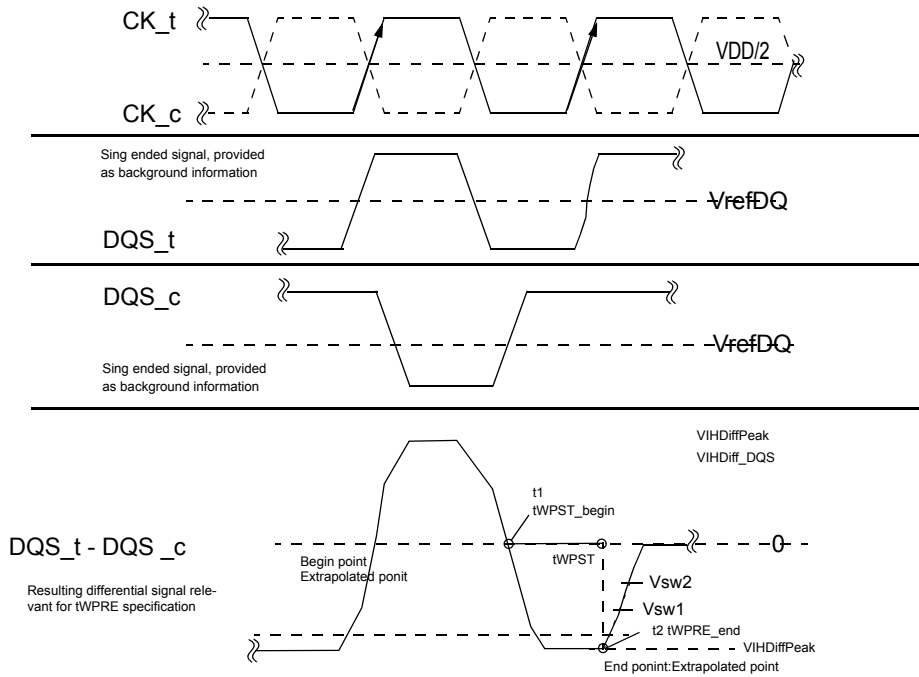 CK_t
VDD/2
CK_c
Sing ended signal, provided
as background information
VrefDQ
DQS_t
DQS_c
VrefDQ
Sing ended signal, provided
as background information
VIHDiffPeak
VIHDiff_DQS
t1
tWPST_begin
DQS_t - DQS _c
0
Begin point
Extrapolated ponit
tWPST
Resulting differential signal rele-
vant for tWPRE specification
Vsw2
Vsw1
t2 tWPRE_end
VIHDiffPeak
End ponint:Extrapolated point